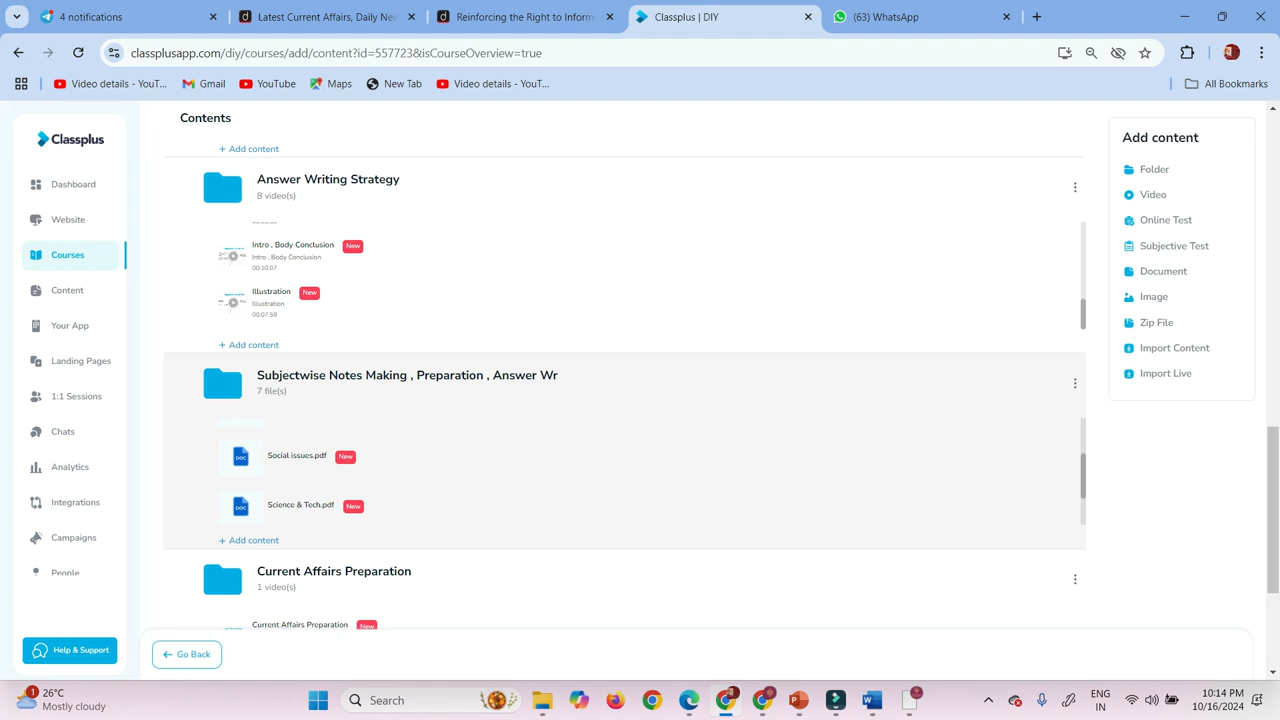 Answer Writing Daily New
Reinforcing the Right to Inform
Classplus | DIY
(63) WhatsApp
classplusapp.com/diy/courses/add/content?id=557723&isCourseOverview=true
Video details - YouT...
Gmail
YouTube
Maps
New Tab
Video details - YouT...
All Bookmarks
Classplus
Dashboard
Website
Courses
Content
Your App
Landing Pages
1:1 Sessions
Chats
Analytics
Integrations
Campaigns
People
Help & Support
Contents
+ Add content
Answer Writing Strategy
8 video(s)
Intro , Body Conclusion New
Intro , Body Conclusion
00:10:07
Illustration New
Illustration
00:07:59
+ Add content
Subjectwise Notes Making , Preparation , Answer Wr
7 file(s)
DOC Social issues.pdf New
DOC Science & Tech.pdf New
+ Add content
Current Affairs Preparation
1 video(s)
Current Affairs Preparation New
← Go Back
Add content
Folder
Video
Online Test
Subjective Test
Document
Image
Zip File
Import Content
Import Live
1
26°C
Mostly cloudy
Search
ENG
IN
10:14 PM
10/16/2024